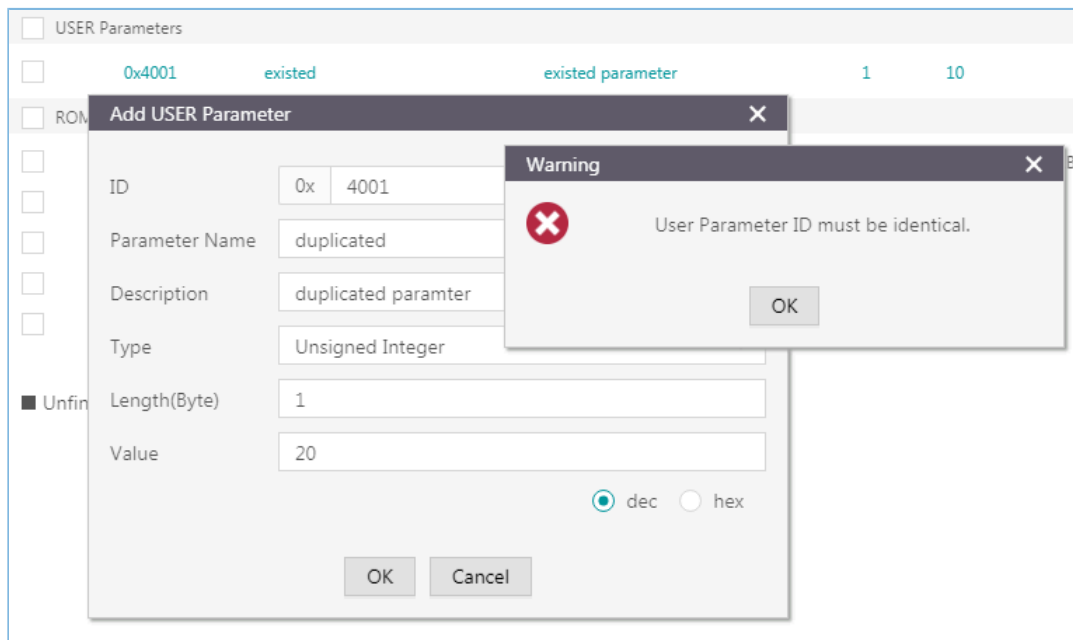 USER Parameters
0x4001 existed existed parameter 1 10
ROM
Add USER Parameter
Warning
ID 0x 4001
User Parameter ID must be identical.
Parameter Name duplicated
Description duplicated paramter
OK
Type Unsigned Integer
Unfin
Length(Byte) 1
Value 20
dec hex
OK Cancel